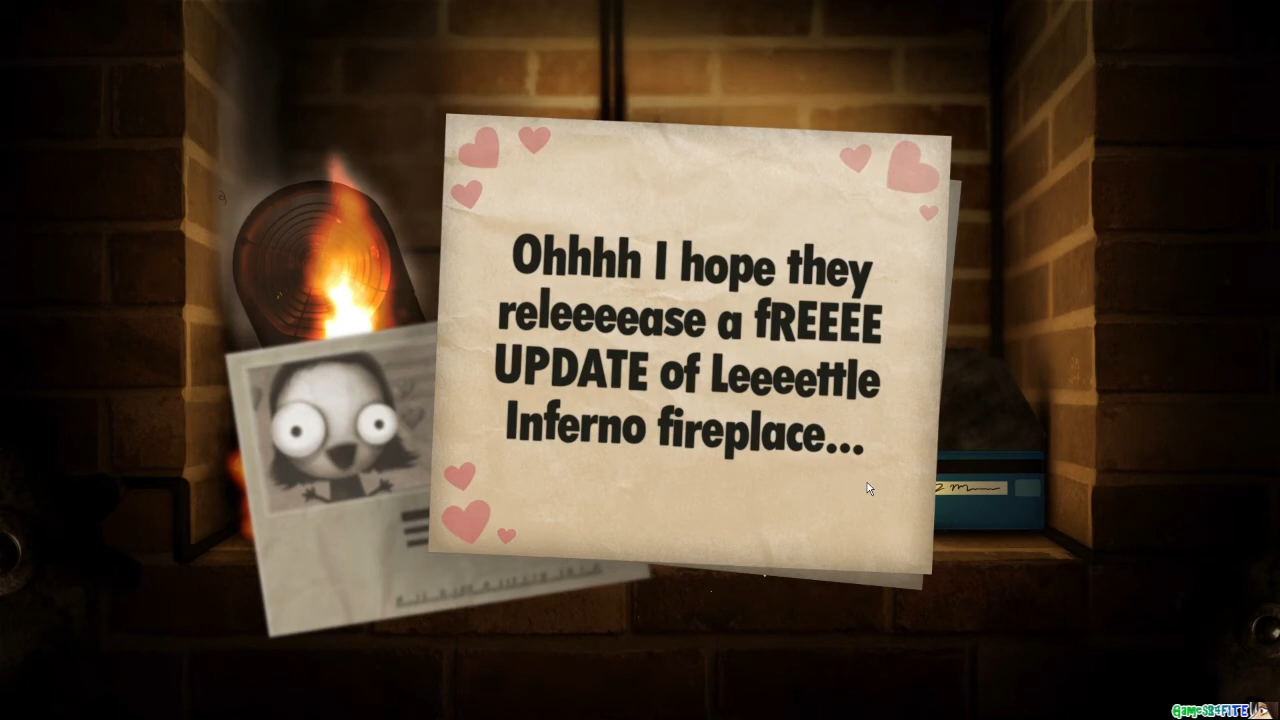 Ohhhh I hope they
releeeease a fREEEE
UPDATE of Leeeettle
Inferno fireplace...